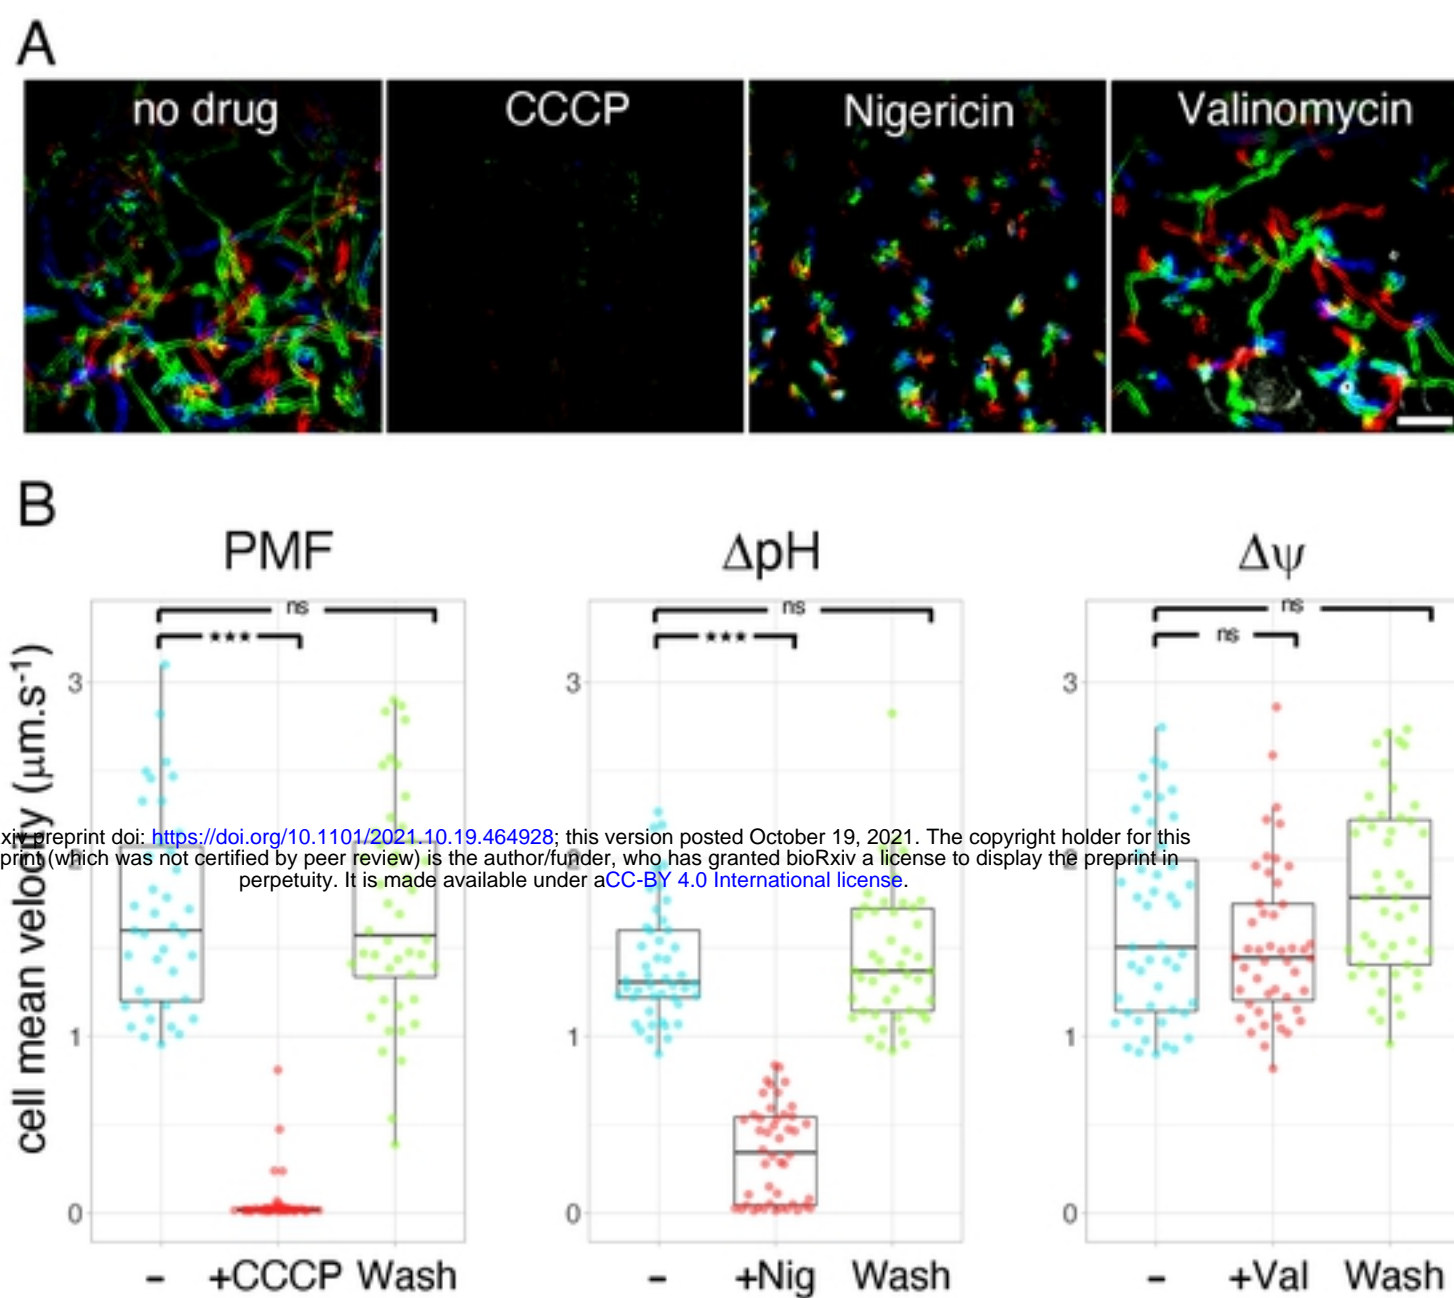 A
no drug CCCP Nigericin Valinomycin
B
PMF ΔpH Δψ
ns ns ns
*** *** ns
cell mean velocity (μm.s⁻¹)
3 3 3
xiv preprint doi: https://doi.org/10.1101/2021.10.19.464928; this version posted October 19, 2021. The copyright holder for this
print (which was not certified by peer review) is the author/funder, who has granted bioRxiv a license to display the preprint in
perpetuity. It is made available under aCC-BY 4.0 International license.
1 1 1
0 0 0
- +CCCP Wash - +Nig Wash - +Val Wash